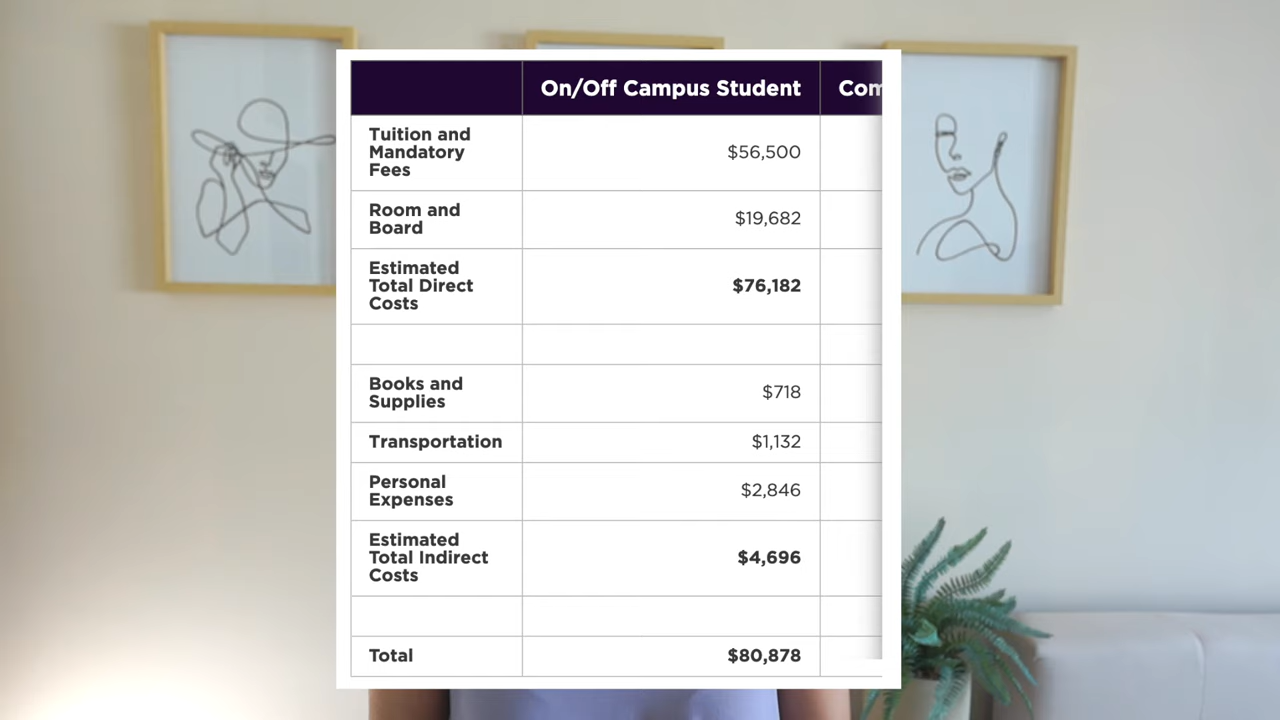 On/Off Campus Student
Tuition and
Mandatory
Fees
$56,500
Room and
Board
$19,682
Estimated
Total Direct
Costs
$76,182
Books and
Supplies
$718
Transportation
$1,132
Personal
Expenses
$2,846
Estimated
Total Indirect
Costs
$4,696
Total
$80,878